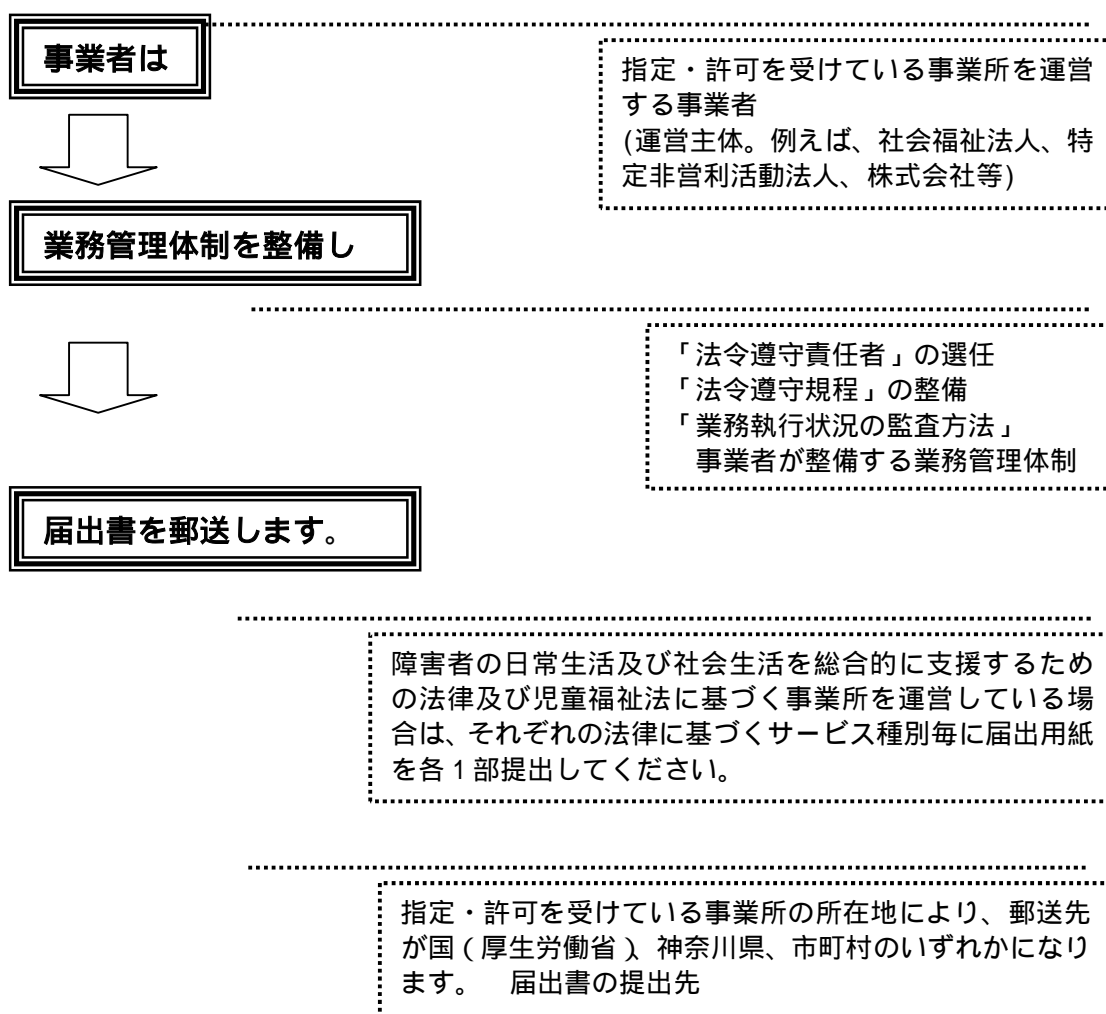 事業者は
指定・許可を受けている事業所を運営
する事業者
(運営主体。例えば、社会福祉法人、特
定非営利活動法人、株式会社等)
業務管理体制を整備し
「法令遵守責任者」の選任
「法令遵守規程」の整備
「業務執行状況の監査方法」
事業者が整備する業務管理体制
届出書を郵送します。
障害者の日常生活及び社会生活を総合的に支援するため
の法律及び児童福祉法に基づく事業所を運営している場
合は、それぞれの法律に基づくサービス種別毎に届出用紙
を各1部提出してください。
指定・許可を受けている事業所の所在地により、郵送先
が国（厚生労働省）、神奈川県、市町村のいずれかになり
ます。　届出書の提出先